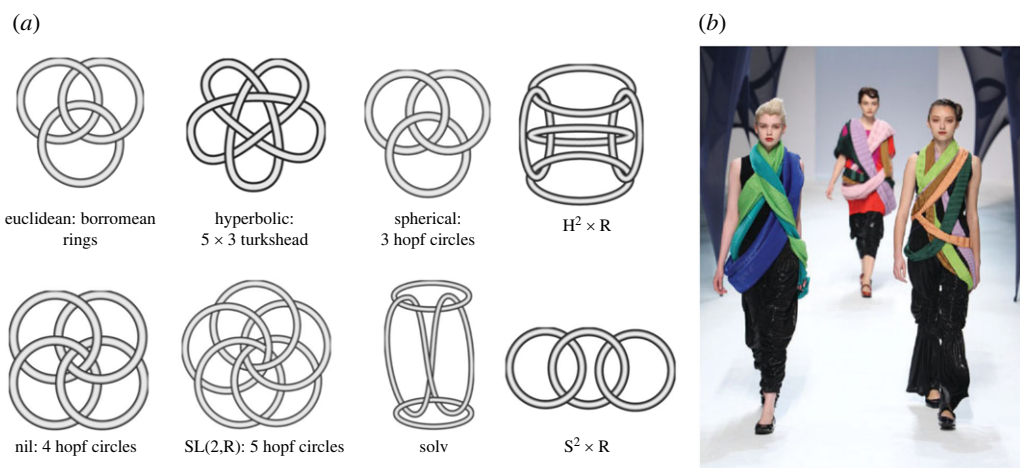 (a)
(b)
euclidean: borromean
rings
hyperbolic:
5 × 3 turkshead
spherical:
3 hopf circles
H² × R
nil: 4 hopf circles
SL(2,R): 5 hopf circles
solv
S² × R